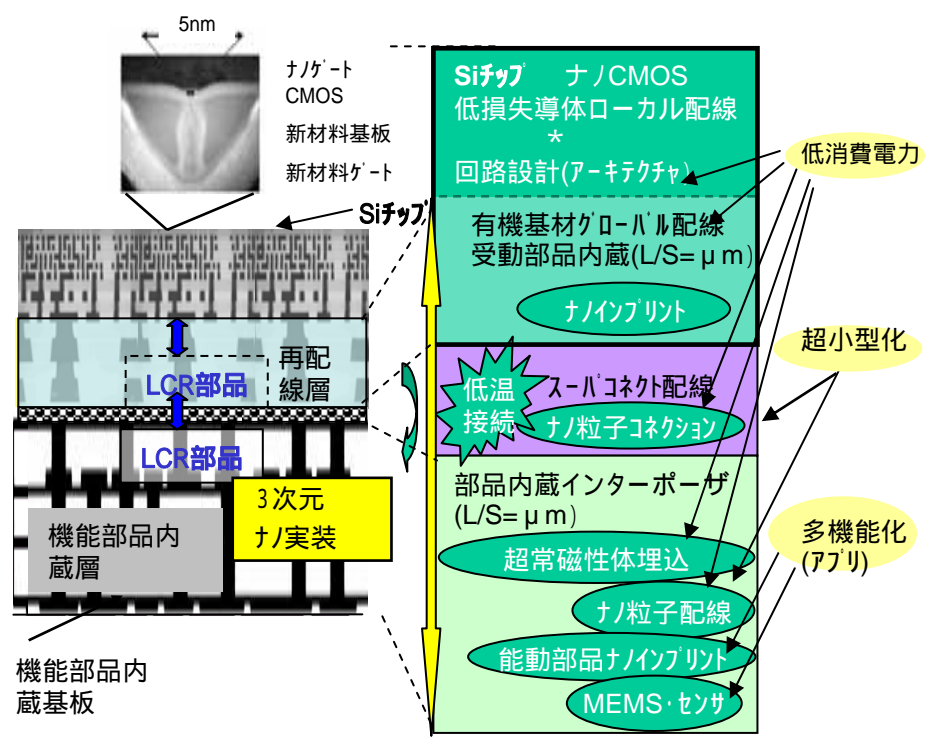 5nm
ﾅﾉｹﾞｰﾄ
CMOS
新材料基板
新材料ｹﾞｰﾄ
Siﾁｯﾌﾟ
再配
線層
LCR部品
LCR部品
3次元
ﾅﾉ実装
機能部品内
蔵層
機能部品内
蔵基板
Siﾁｯﾌﾟ ナノCMOS
低損失導体ローカル配線
*
回路設計(ｱｰｷﾃｸﾁｬ)
有機基材ｸﾞﾛｰﾊﾞﾙ配線
受動部品内蔵(L/S=μm)
ﾅﾉｲﾝﾌﾟﾘﾝﾄ
低温
接続
ｽｰﾊﾟｺﾈｸﾄ配線
ﾅﾉ粒子ｺﾈｸｼｮﾝ
部品内蔵インターポーザ
(L/S=μm)
超常磁性体埋込
ﾅﾉ粒子配線
能動部品ﾅﾉｲﾝﾌﾟﾘﾝﾄ
MEMS･ｾﾝｻ
低消費電力
超小型化
多機能化
(ｱﾌﾟﾘ)